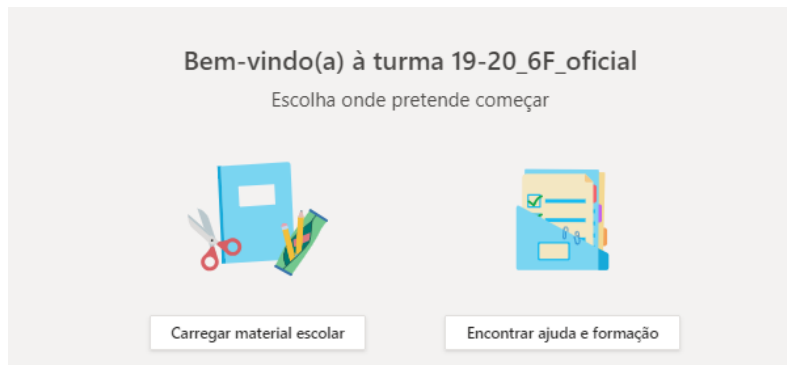 Bem-vindo(a) à turma 19-20_6F_oficial
Escolha onde pretende começar
Carregar material escolar
Encontrar ajuda e formação